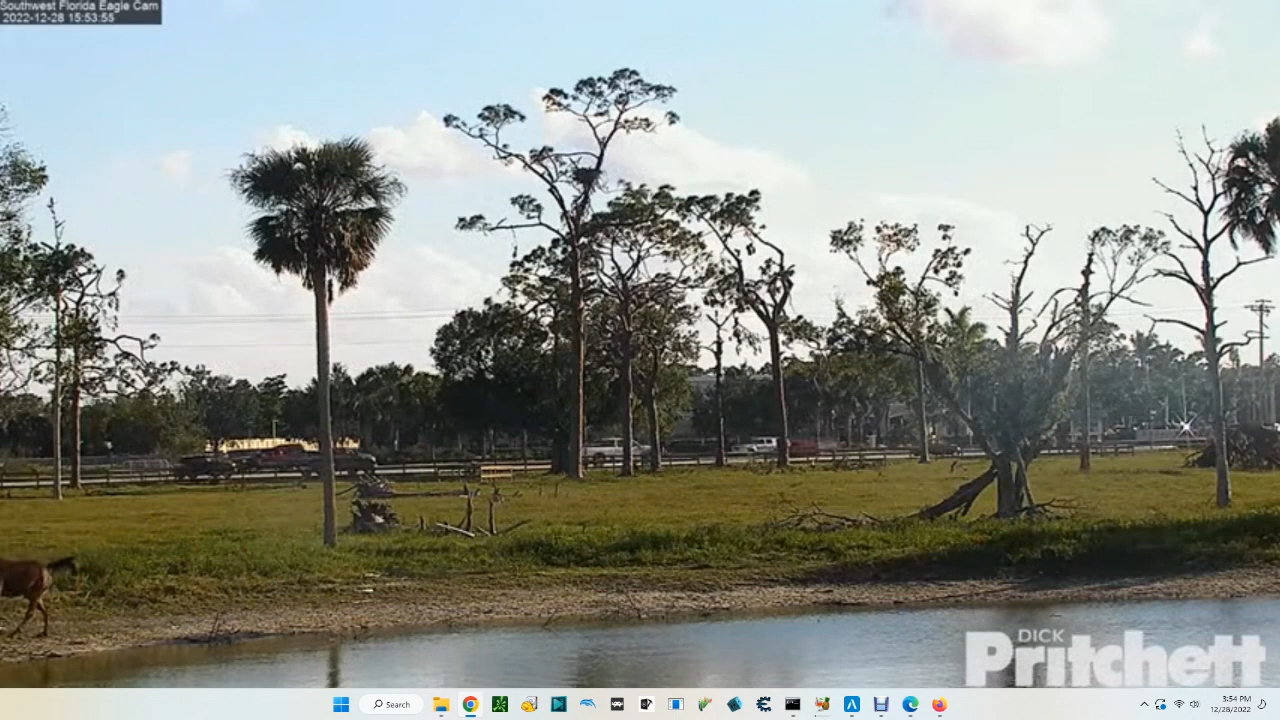 Southwest Florida Eagle Cam
2022-12-28 15:53:55
DICK
Pritchett
Search
3:54 PM
12/28/2022